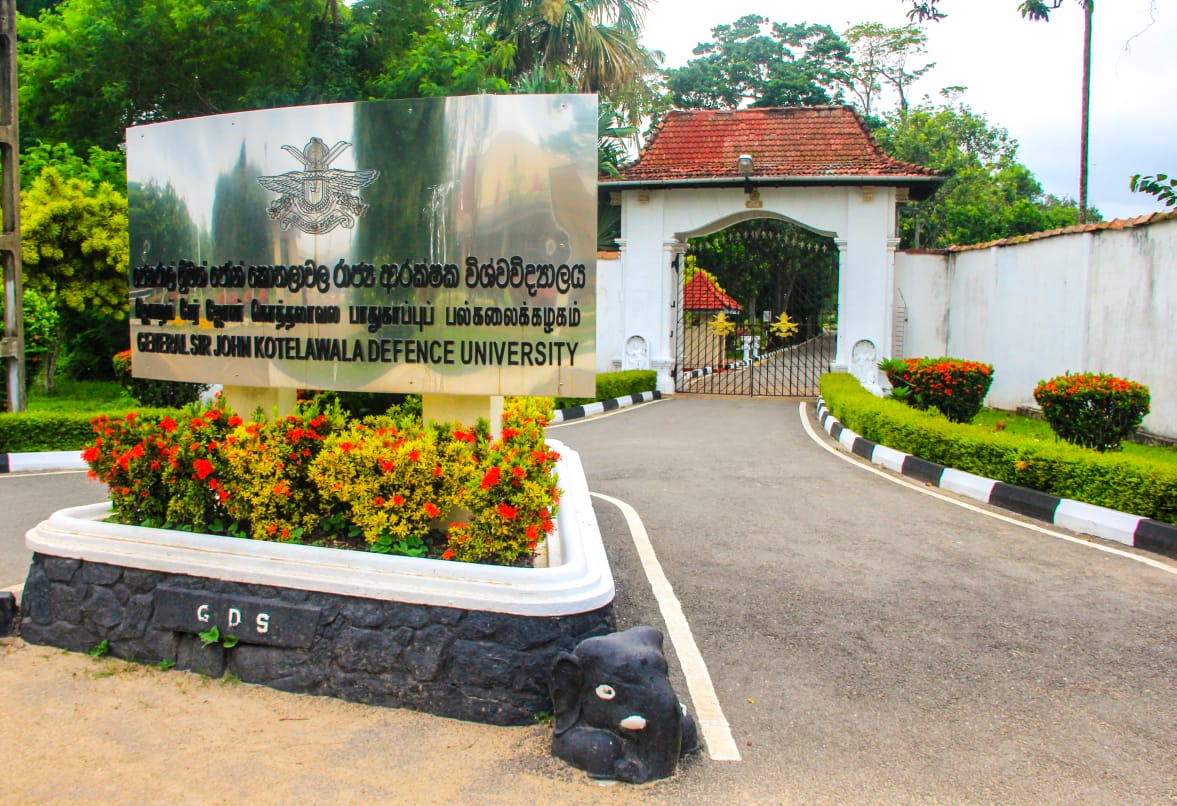 ජෙනරාල් ශ්‍රීමත් ජෝන් කොතලාවල රාජ්‍ය ආරක්ෂක විශ්වවිද්‍යාලය
ஜெனரல் சேர் ஜோன் கொத்தலாவல பாதுகாப்புப் பல்கலைக்கழகம்
GENERAL SIR JOHN KOTELAWALA DEFENCE UNIVERSITY
G D S